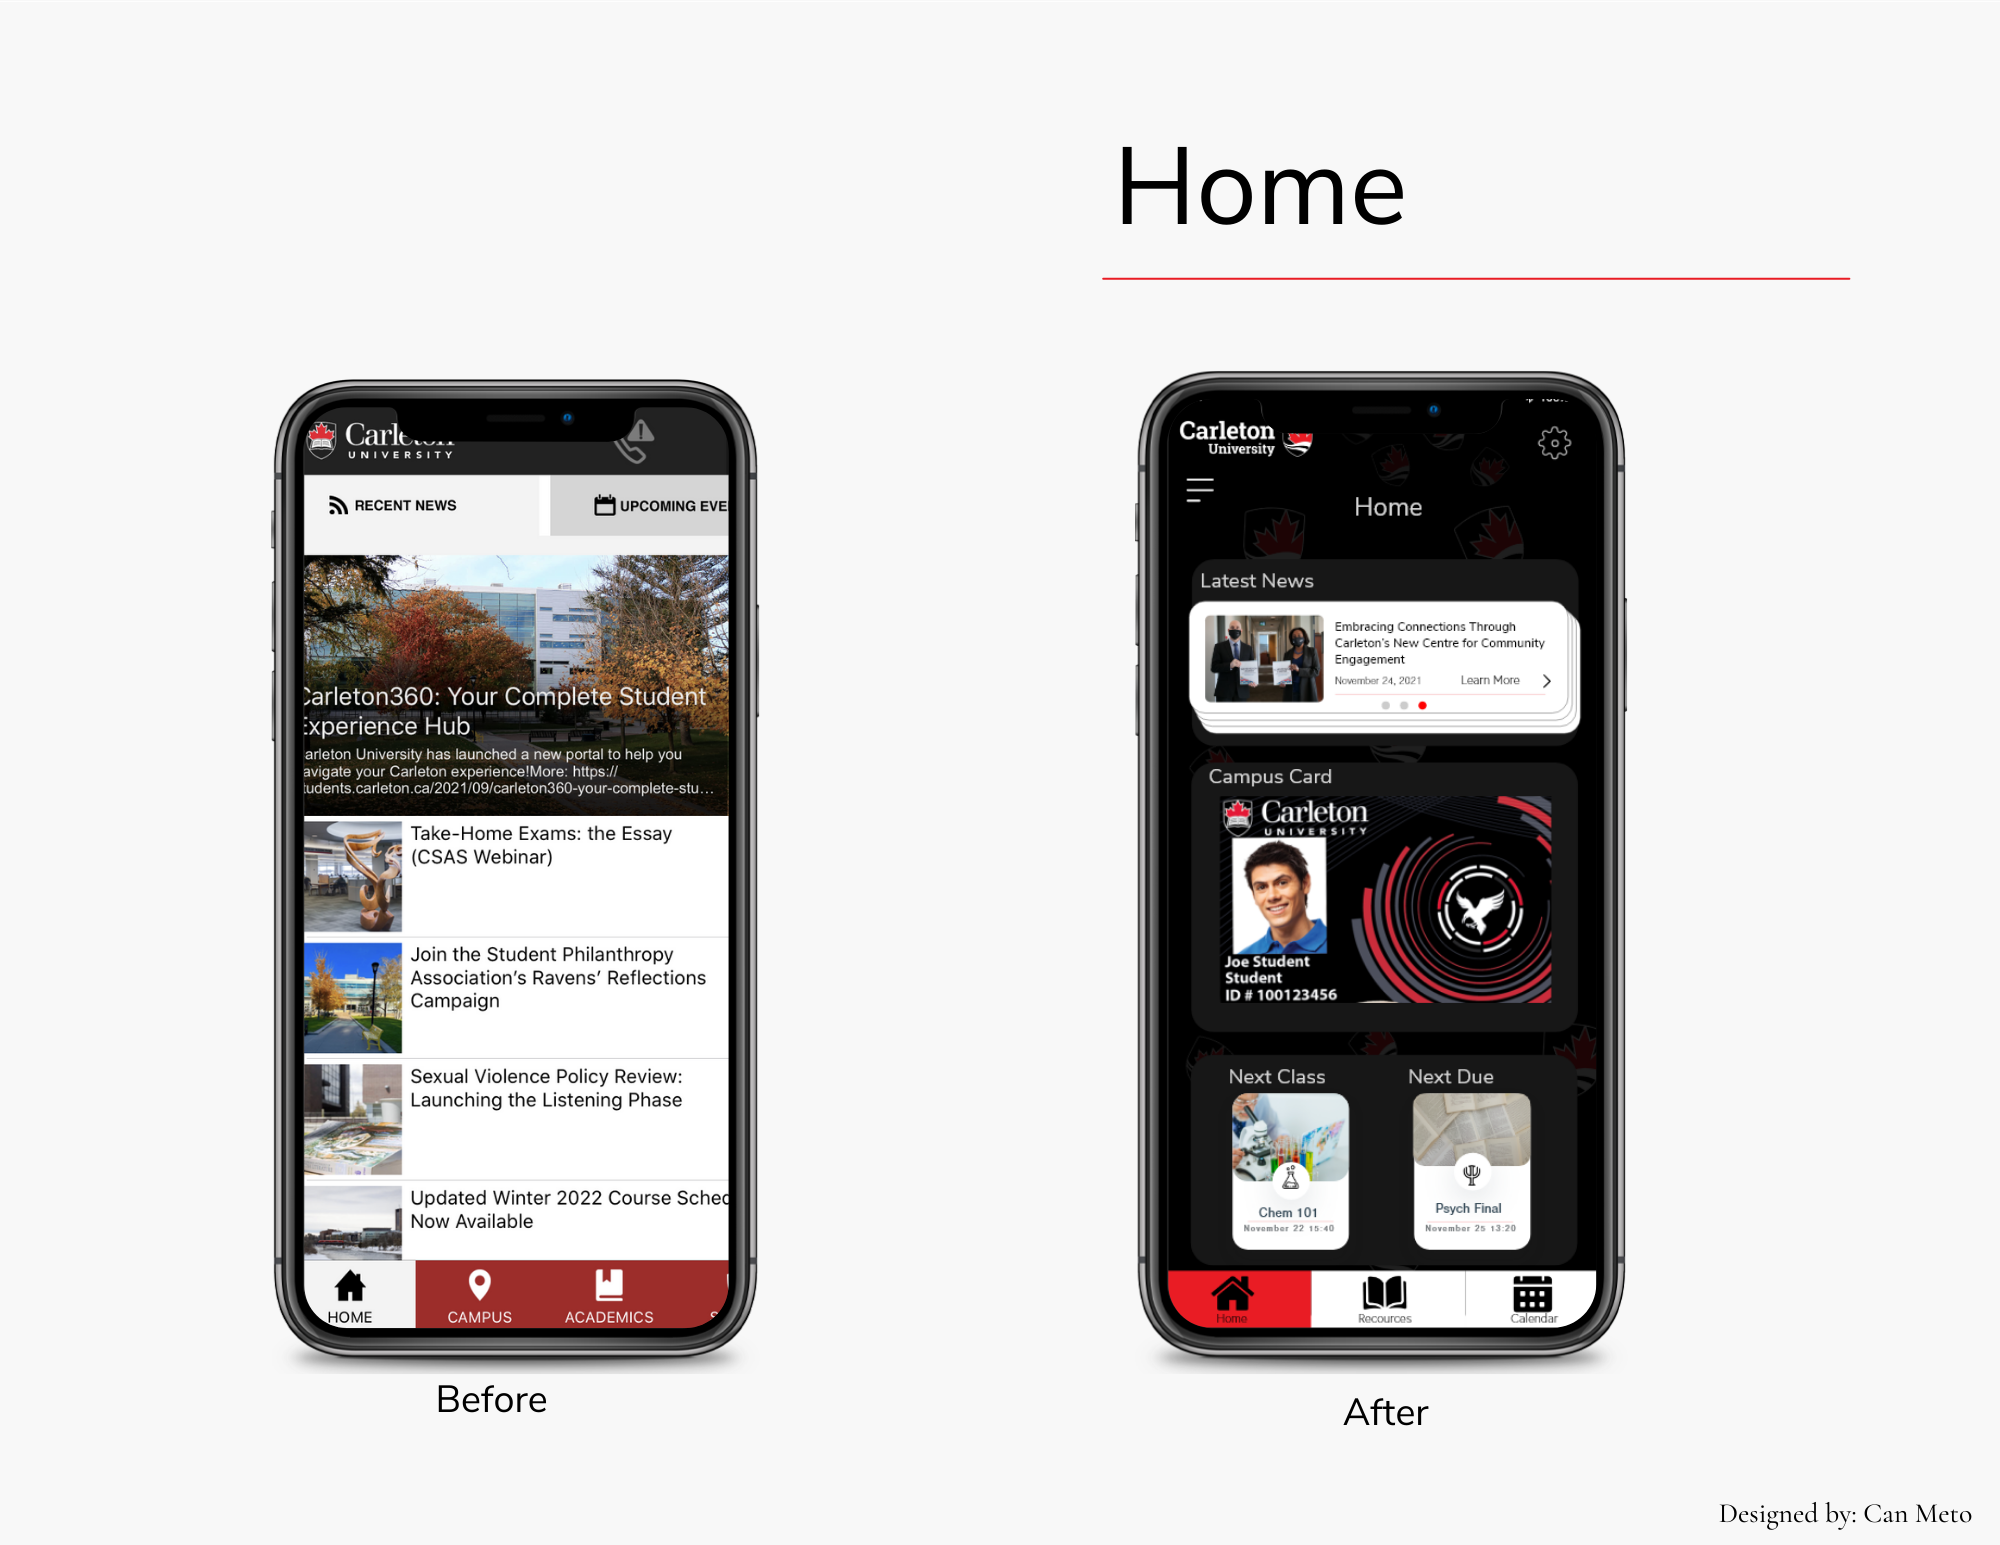 Home
Carleton
UNIVERSITY
RECENT NEWS
UPCOMING EVE
Carleton360: Your Complete Student
Experience Hub
arleton University has launched a new portal to help you
avigate your Carleton experience!More: https://
tudents.carleton.ca/2021/09/carleton360-your-complete-stu...
Take-Home Exams: the Essay
(CSAS Webinar)
Join the Student Philanthropy
Association's Ravens' Reflections
Campaign
Sexual Violence Policy Review:
Launching the Listening Phase
Updated Winter 2022 Course Sched
Now Available
HOME
CAMPUS
ACADEMICS
Before
Carleton
University
Home
Latest News
Embracing Connections Through
Carleton's New Centre for Community
Engagement
November 24, 2021
Learn More
Campus Card
Carleton
UNIVERSITY
Joe Student
Student
ID # 100123456
Next Class
Next Due
Chem 101
November 22 15:40
Psych Final
November 25 13:20
Home
Recources
Calendar
After
Designed by: Can Meto